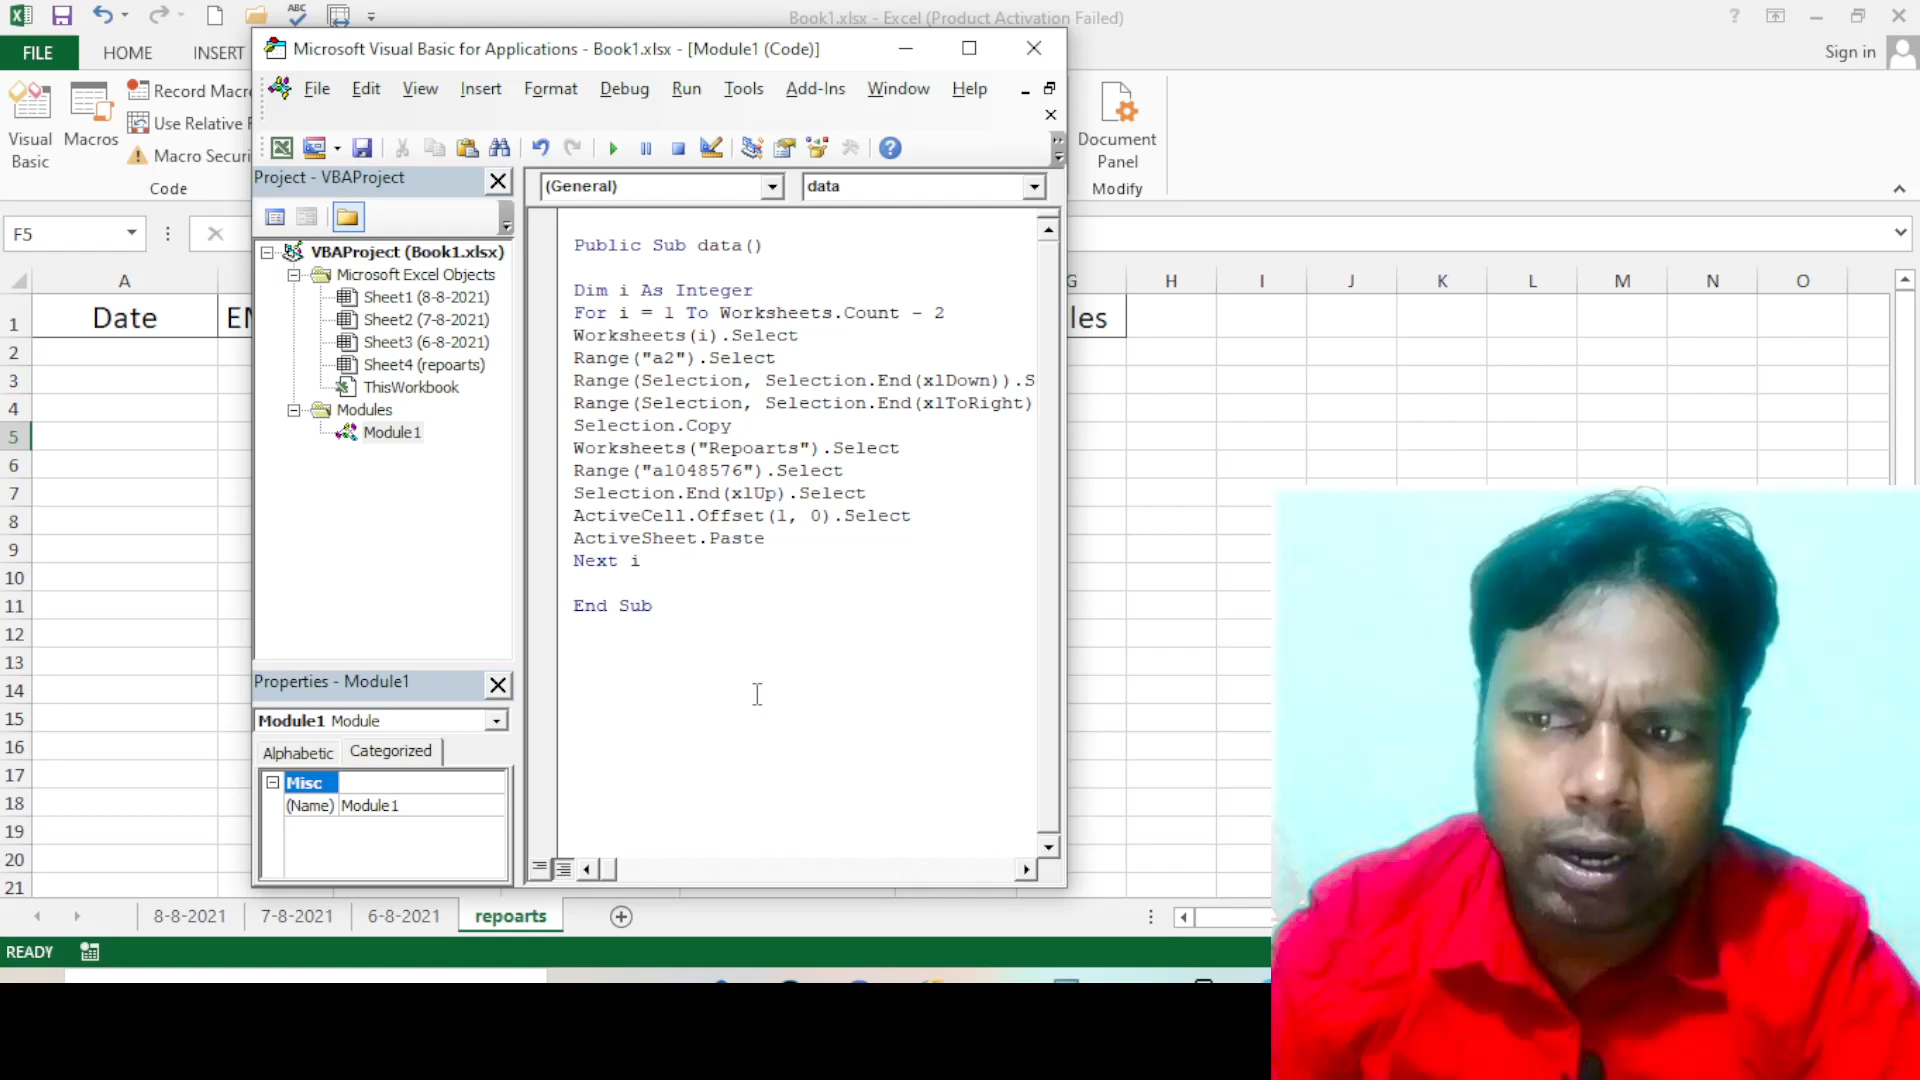 Book1.xlsx - Excel (Product Activation Failed)
FILE
HOME
INSERT
Sign in
Visual
Basic
Macros
Record Macr
Use Relative
Macro Securi
Code
Document
Panel
Modify
Microsoft Visual Basic for Applications - Book1.xlsx - [Module1 (Code)]
File Edit View Insert Format Debug Run Tools Add-Ins Window Help
Project - VBAProject
VBAProject (Book1.xlsx)
Microsoft Excel Objects
Sheet1 (8-8-2021)
Sheet2 (7-8-2021)
Sheet3 (6-8-2021)
Sheet4 (repoarts)
ThisWorkbook
Modules
Module1
Properties - Module1
Module1 Module
Alphabetic Categorized
Misc
(Name) Module1
(General)
data
Public Sub data()
Dim i As Integer
For i = 1 To Worksheets.Count - 2
Worksheets(i).Select
Range("a2").Select
Range(Selection, Selection.End(xlDown)).S
Range(Selection, Selection.End(xlToRight)
Selection.Copy
Worksheets("Repoarts").Select
Range("a1048576").Select
Selection.End(xlUp).Select
ActiveCell.Offset(1, 0).Select
ActiveSheet.Paste
Next i
End Sub
F5
A G H I J K L M N O
1 Date EM les
2
3
4
5
6
7
8
9
10
11
12
13
14
15
16
17
18
19
20
21
8-8-2021 7-8-2021 6-8-2021 repoarts
READY